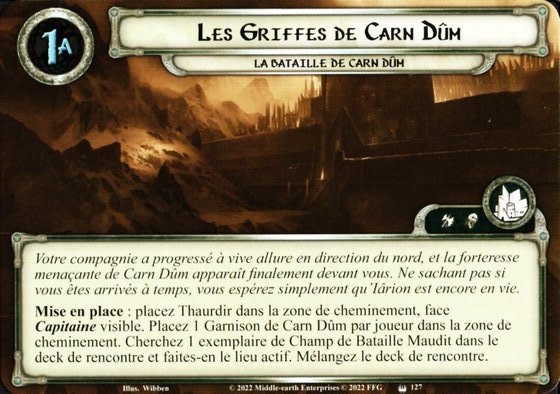 1A
Les Griffes de Carn Dûm
La Bataille de Carn Dûm
Votre compagnie a progressé à vive allure en direction du nord, et la forteresse
menaçante de Carn Dûm apparaît finalement devant vous. Ne sachant pas si
vous êtes arrivés à temps, vous espérez simplement qu'Iârion est encore en vie.
Mise en place : placez Thaurdir dans la zone de cheminement, face
Capitaine visible. Placez 1 Garnison de Carn Dûm par joueur dans la zone de
cheminement. Cherchez 1 exemplaire de Champ de Bataille Maudit dans le
deck de rencontre et faites-en le lieu actif. Mélangez le deck de rencontre.
Illus. Wibben © 2022 Middle-earth Enterprises © 2022 FFG 127